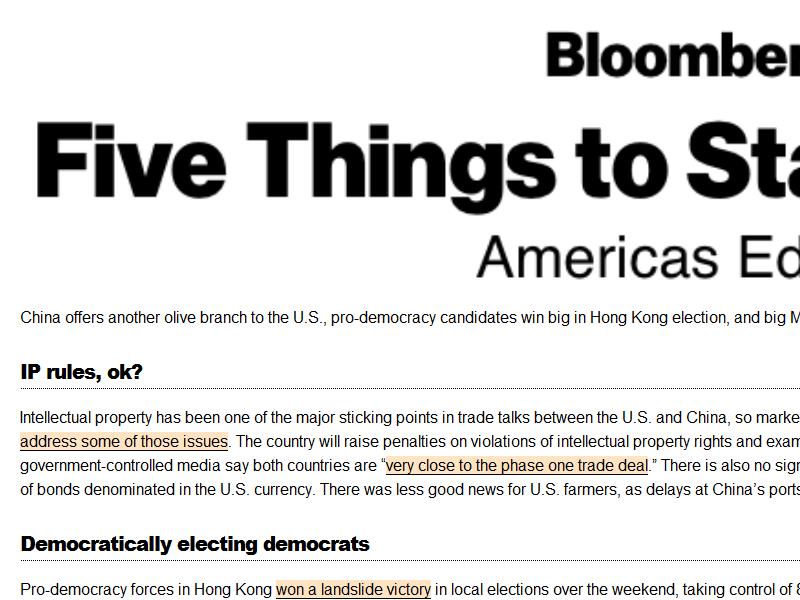 Bloomber
Five Things to Sta
Americas Ed
China offers another olive branch to the U.S., pro-democracy candidates win big in Hong Kong election, and big M
IP rules, ok?
Intellectual property has been one of the major sticking points in trade talks between the U.S. and China, so marke
address some of those issues. The country will raise penalties on violations of intellectual property rights and exam
government-controlled media say both countries are “very close to the phase one trade deal.” There is also no sign
of bonds denominated in the U.S. currency. There was less good news for U.S. farmers, as delays at China’s ports
Democratically electing democrats
Pro-democracy forces in Hong Kong won a landslide victory in local elections over the weekend, taking control of 8